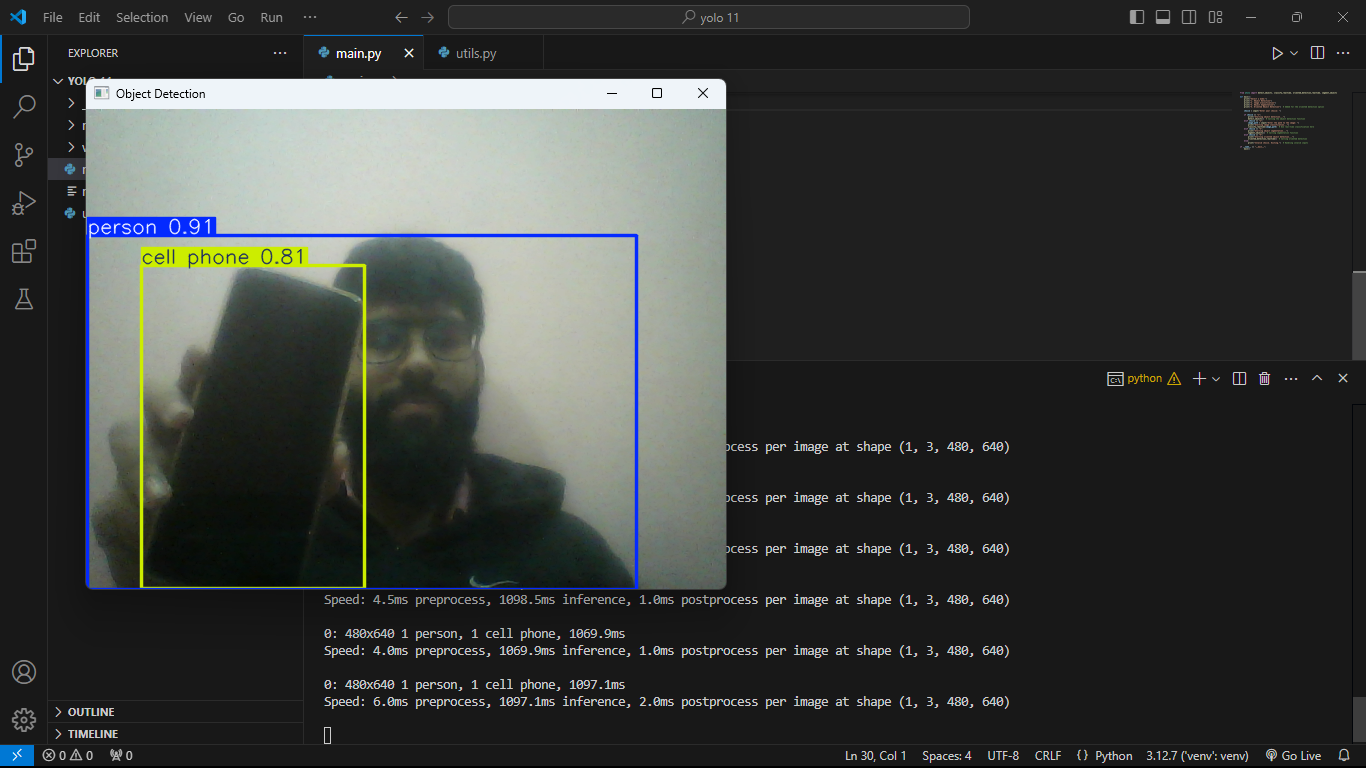 File Edit Selection View Go Run ···
yolo 11
EXPLORER ···
main.py
utils.py
Object Detection
person 0.91
cell phone 0.81
python
ocess per image at shape (1, 3, 480, 640)
ocess per image at shape (1, 3, 480, 640)
ocess per image at shape (1, 3, 480, 640)
Speed: 4.5ms preprocess, 1098.5ms inference, 1.0ms postprocess per image at shape (1, 3, 480, 640)
0: 480x640 1 person, 1 cell phone, 1069.9ms
Speed: 4.0ms preprocess, 1069.9ms inference, 1.0ms postprocess per image at shape (1, 3, 480, 640)
0: 480x640 1 person, 1 cell phone, 1097.1ms
Speed: 6.0ms preprocess, 1097.1ms inference, 2.0ms postprocess per image at shape (1, 3, 480, 640)
OUTLINE
TIMELINE
0 0 0 Ln 30, Col 1 Spaces: 4 UTF-8 CRLF {} Python 3.12.7 ('venv': venv) Go Live